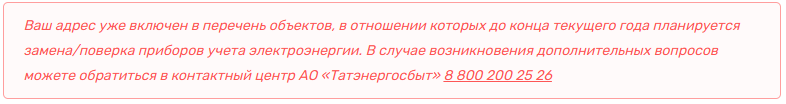 Ваш адрес уже включен в перечень объектов, в отношении которых до конца текущего года планируется
замена/поверка приборов учета электроэнергии. В случае возникновения дополнительных вопросов
можете обратиться в контактный центр АО «Татэнергосбыт» 8 800 200 25 26